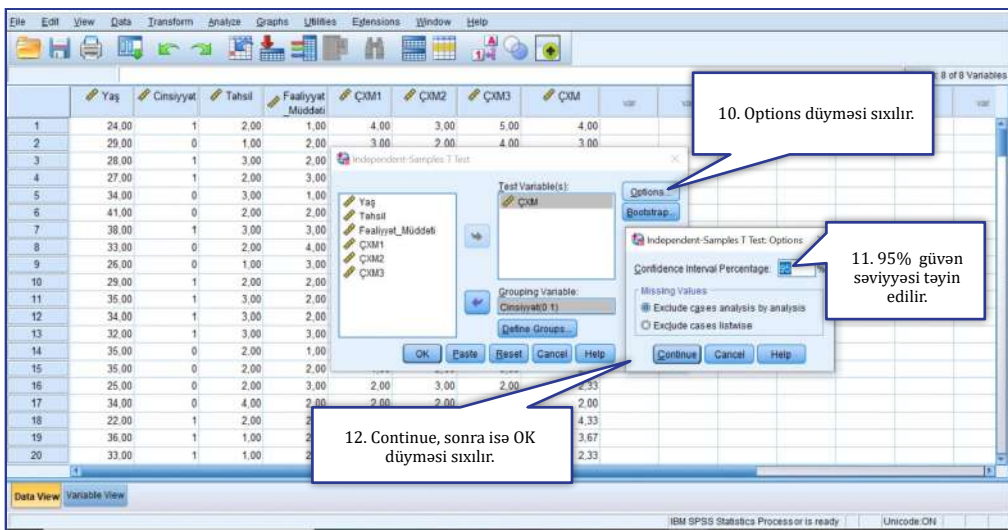 File Edit View Data Transform Analyze Graphs Utilities Extensions Window Help
8 of 8 Variables
Yaş Cinsiyyət Təhsil Fəaliyyət_Müddəti ÇXM1 ÇXM2 ÇXM3 ÇXM var var
1 24,00 1 2,00 1,00 4,00 3,00 5,00 4,00
2 29,00 0 1,00 2,00 3,00 2,00 4,00 3,00
3 28,00 1 3,00 2,00
4 27,00 1 2,00 3,00
5 34,00 0 3,00 1,00
6 41,00 0 2,00 2,00
7 38,00 1 3,00 3,00
8 33,00 0 2,00 4,00
9 26,00 0 1,00 3,00
10 29,00 1 2,00 2,00
11 35,00 1 3,00 2,00
12 34,00 1 3,00 2,00
13 32,00 1 3,00 3,00
14 35,00 0 2,00 1,00
15 35,00 0 2,00 2,00
16 25,00 0 2,00 3,00 2,00 3,00 2,00 2,33
17 34,00 0 4,00 2,00 2,00 2,00 2,00
18 22,00 1 2,00 4,33
19 36,00 1 1,00 3,67
20 33,00 1 1,00 2,33
Independent-Samples T Test
Yaş
Təhsil
Fəaliyyət_Müddəti
ÇXM1
ÇXM2
ÇXM3
Test Variable(s):
ÇXM
Grouping Variable:
Cinsiyyət(0 1)
Define Groups...
Options...
Bootstrap...
OK Paste Reset Cancel Help
Independent-Samples T Test: Options
Confidence Interval Percentage: 95 %
Missing Values
Exclude cases analysis by analysis
Exclude cases listwise
Continue Cancel Help
10. Options düyməsi sıxılır.
11. 95% güvən
səviyyəsi təyin
edilir.
12. Continue, sonra isə OK
düyməsi sıxılır.
Data View Variable View
IBM SPSS Statistics Processor is ready Unicode:ON